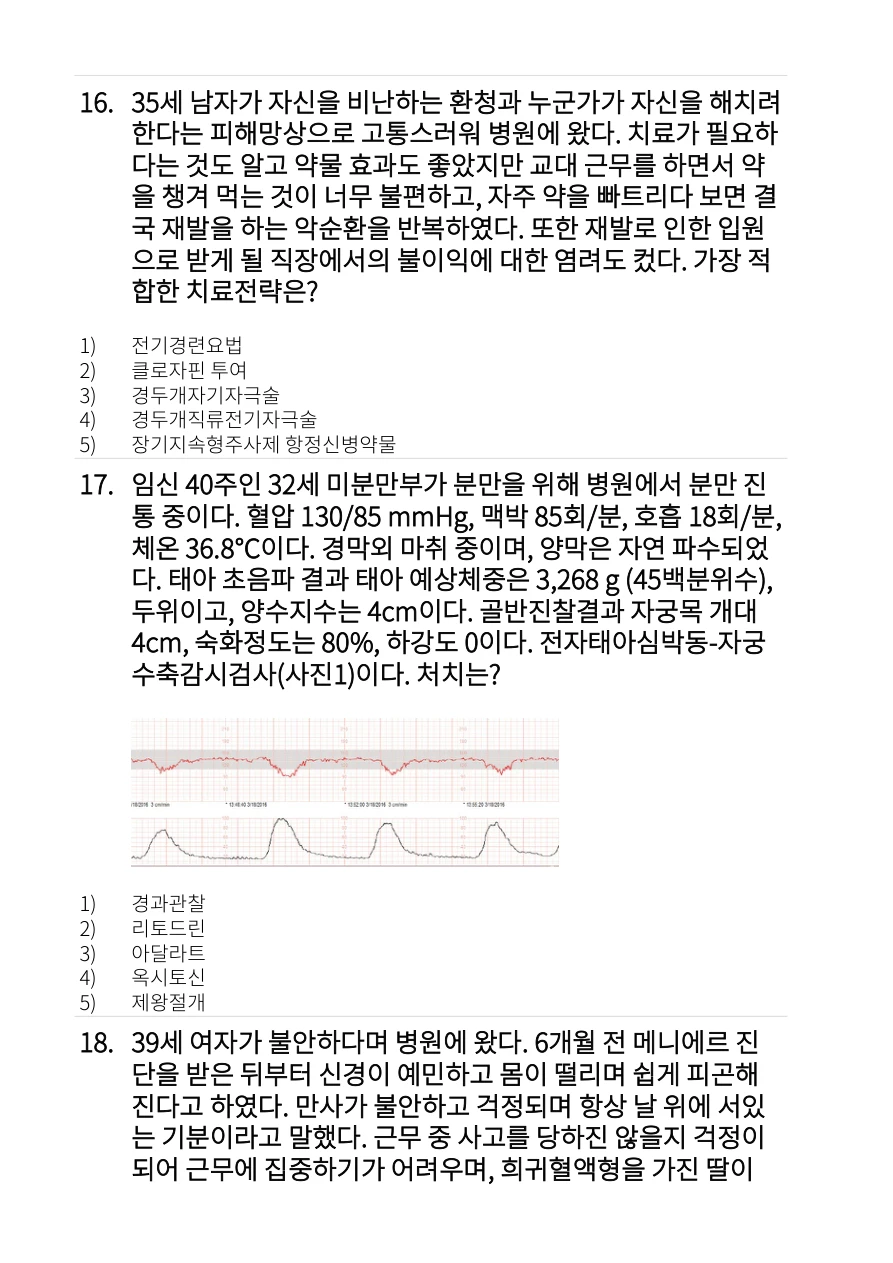 16. 35세 남자가 자신을 비난하는 환청과 누군가가 자신을 해치려
한다는 피해망상으로 고통스러워 병원에 왔다. 치료가 필요하
다는 것도 알고 약물 효과도 좋았지만 교대 근무를 하면서 약
을 챙겨 먹는 것이 너무 불편하고, 자주 약을 빠트리다 보면 결
국 재발을 하는 악순환을 반복하였다. 또한 재발로 인한 입원
으로 받게 될 직장에서의 불이익에 대한 염려도 컸다. 가장 적
합한 치료전략은?
1) 전기경련요법
2) 클로자핀 투여
3) 경두개자기자극술
4) 경두개직류전기자극술
5) 장기지속형주사제 항정신병약물
17. 임신 40주인 32세 미분만부가 분만을 위해 병원에서 분만 진
통 중이다. 혈압 130/85 mmHg, 맥박 85회/분, 호흡 18회/분,
체온 36.8℃이다. 경막외 마취 중이며, 양막은 자연 파수되었
다. 태아 초음파 결과 태아 예상체중은 3,268 g (45백분위수),
두위이고, 양수지수는 4cm이다. 골반진찰결과 자궁목 개대
4cm, 숙화정도는 80%, 하강도 0이다. 전자태아심박동-자궁
수축감시검사(사진1)이다. 처치는?
/18/2016 3 cm/min 13:48:40 3/18/2016 13:52:00 3/18/2016 3 cm/min 13:55:20 3/18/2016
1) 경과관찰
2) 리토드린
3) 아달라트
4) 옥시토신
5) 제왕절개
18. 39세 여자가 불안하다며 병원에 왔다. 6개월 전 메니에르 진
단을 받은 뒤부터 신경이 예민하고 몸이 떨리며 쉽게 피곤해
진다고 하였다. 만사가 불안하고 걱정되며 항상 날 위에 서있
는 기분이라고 말했다. 근무 중 사고를 당하진 않을지 걱정이
되어 근무에 집중하기가 어려우며, 희귀혈액형을 가진 딸이